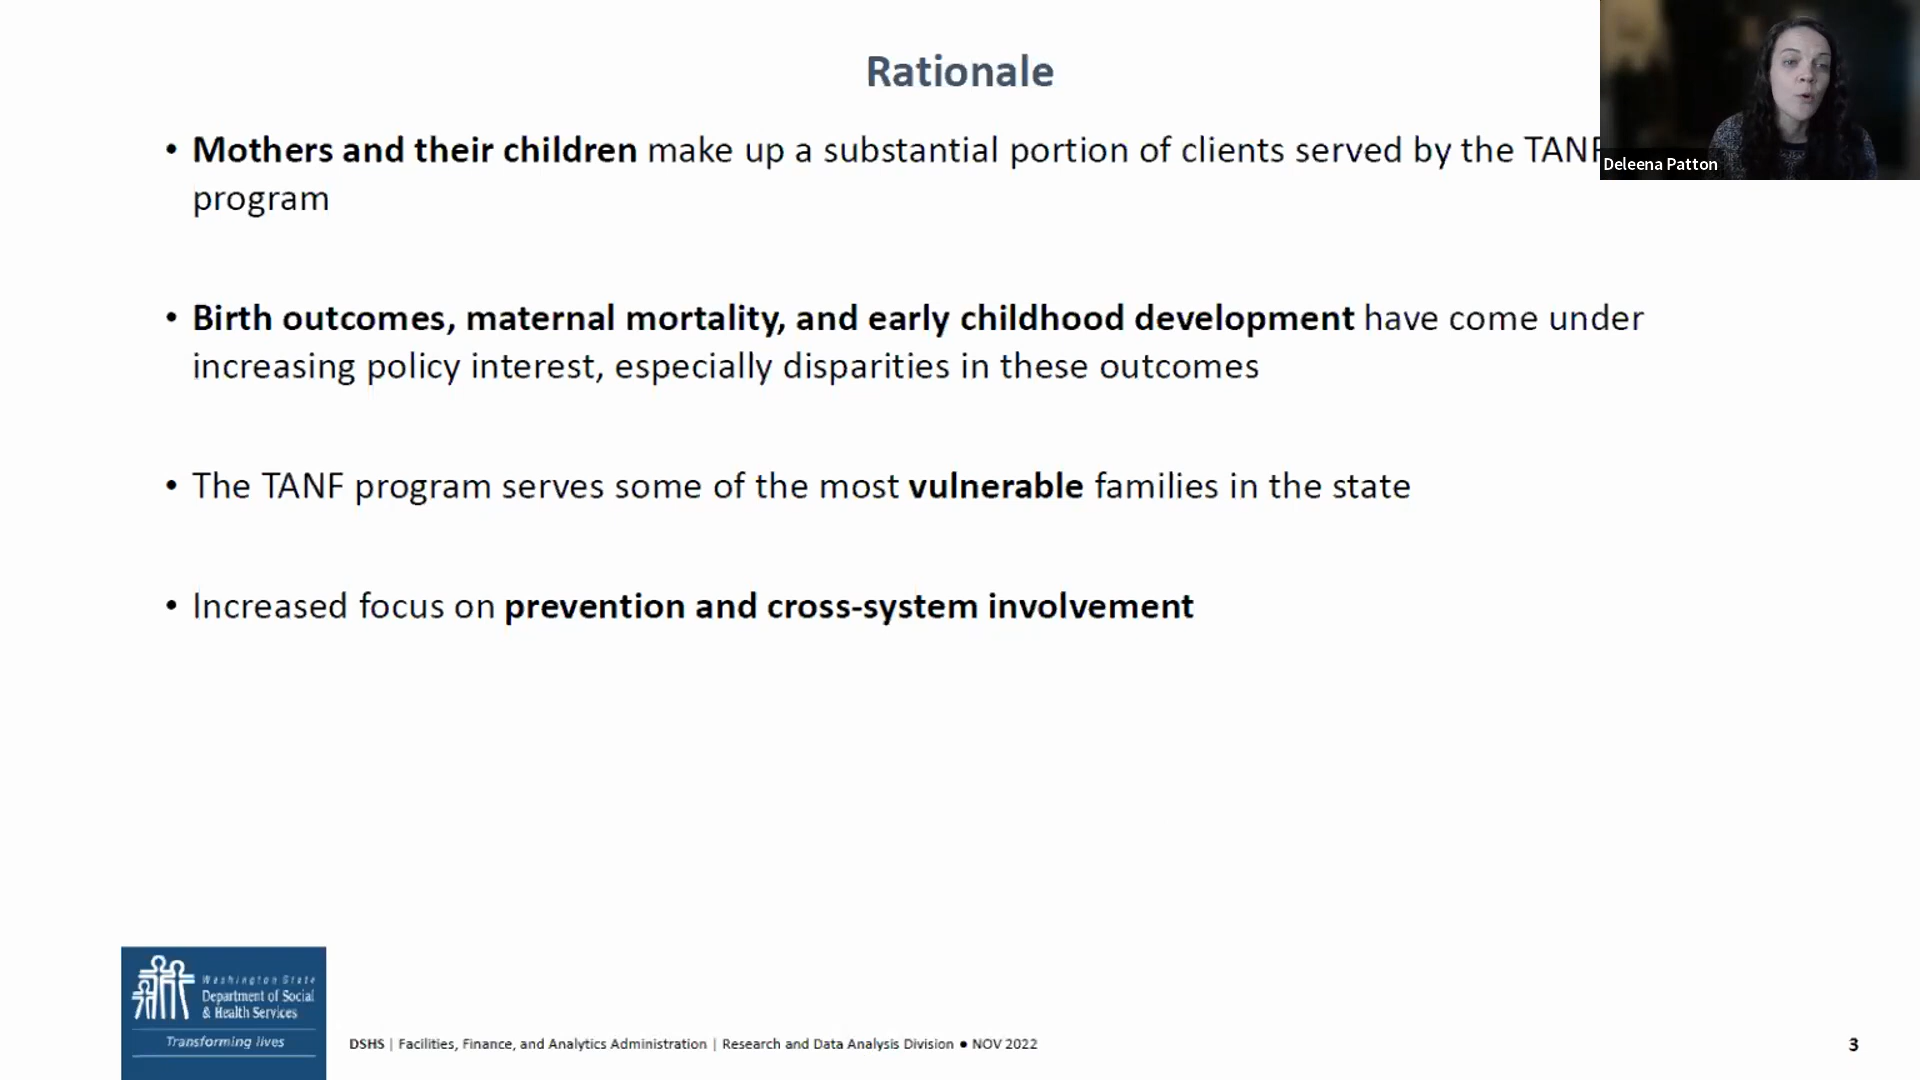 Rationale
• Mothers and their children make up a substantial portion of clients served by the TANF
program
• Birth outcomes, maternal mortality, and early childhood development have come under
increasing policy interest, especially disparities in these outcomes
• The TANF program serves some of the most vulnerable families in the state
• Increased focus on prevention and cross-system involvement
Deleena Patton
Washington State
Department of Social
& Health Services
Transforming lives
DSHS | Facilities, Finance, and Analytics Administration | Research and Data Analysis Division ● NOV 2022
3